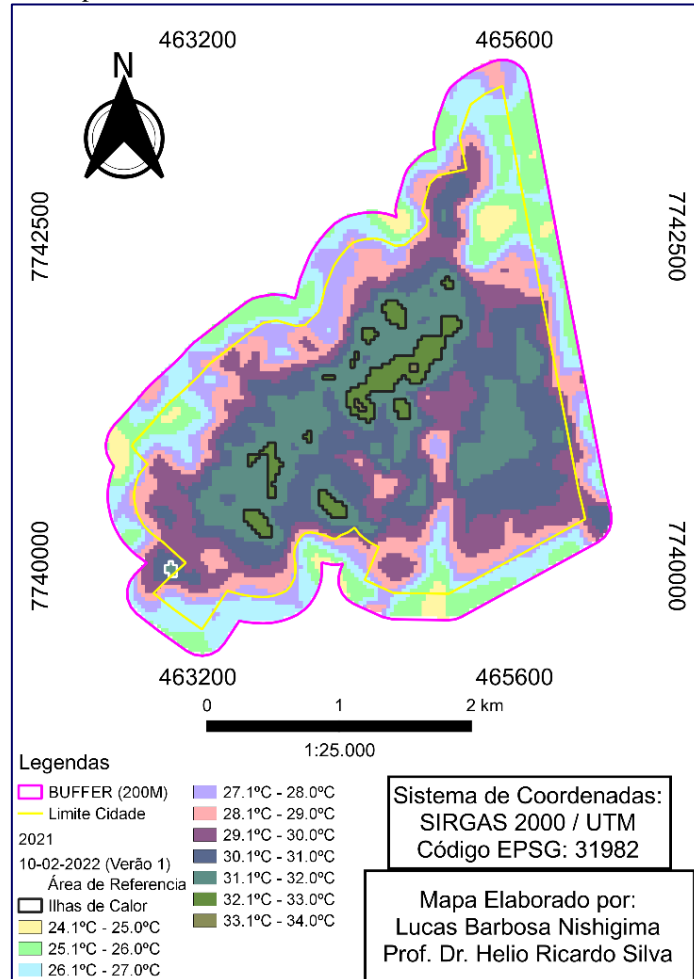 463200 465600
N
7742500 7742500
7740000 7740000
463200 465600
0 1 2 km
1:25.000
Legendas
BUFFER (200M)
Limite Cidade
2021
10-02-2022 (Verão 1)
Área de Referencia
Ilhas de Calor
24.1ºC - 25.0ºC
25.1ºC - 26.0ºC
26.1ºC - 27.0ºC
27.1ºC - 28.0ºC
28.1ºC - 29.0ºC
29.1ºC - 30.0ºC
30.1ºC - 31.0ºC
31.1ºC - 32.0ºC
32.1ºC - 33.0ºC
33.1ºC - 34.0ºC
Sistema de Coordenadas:
SIRGAS 2000 / UTM
Código EPSG: 31982
Mapa Elaborado por:
Lucas Barbosa Nishigima
Prof. Dr. Helio Ricardo Silva